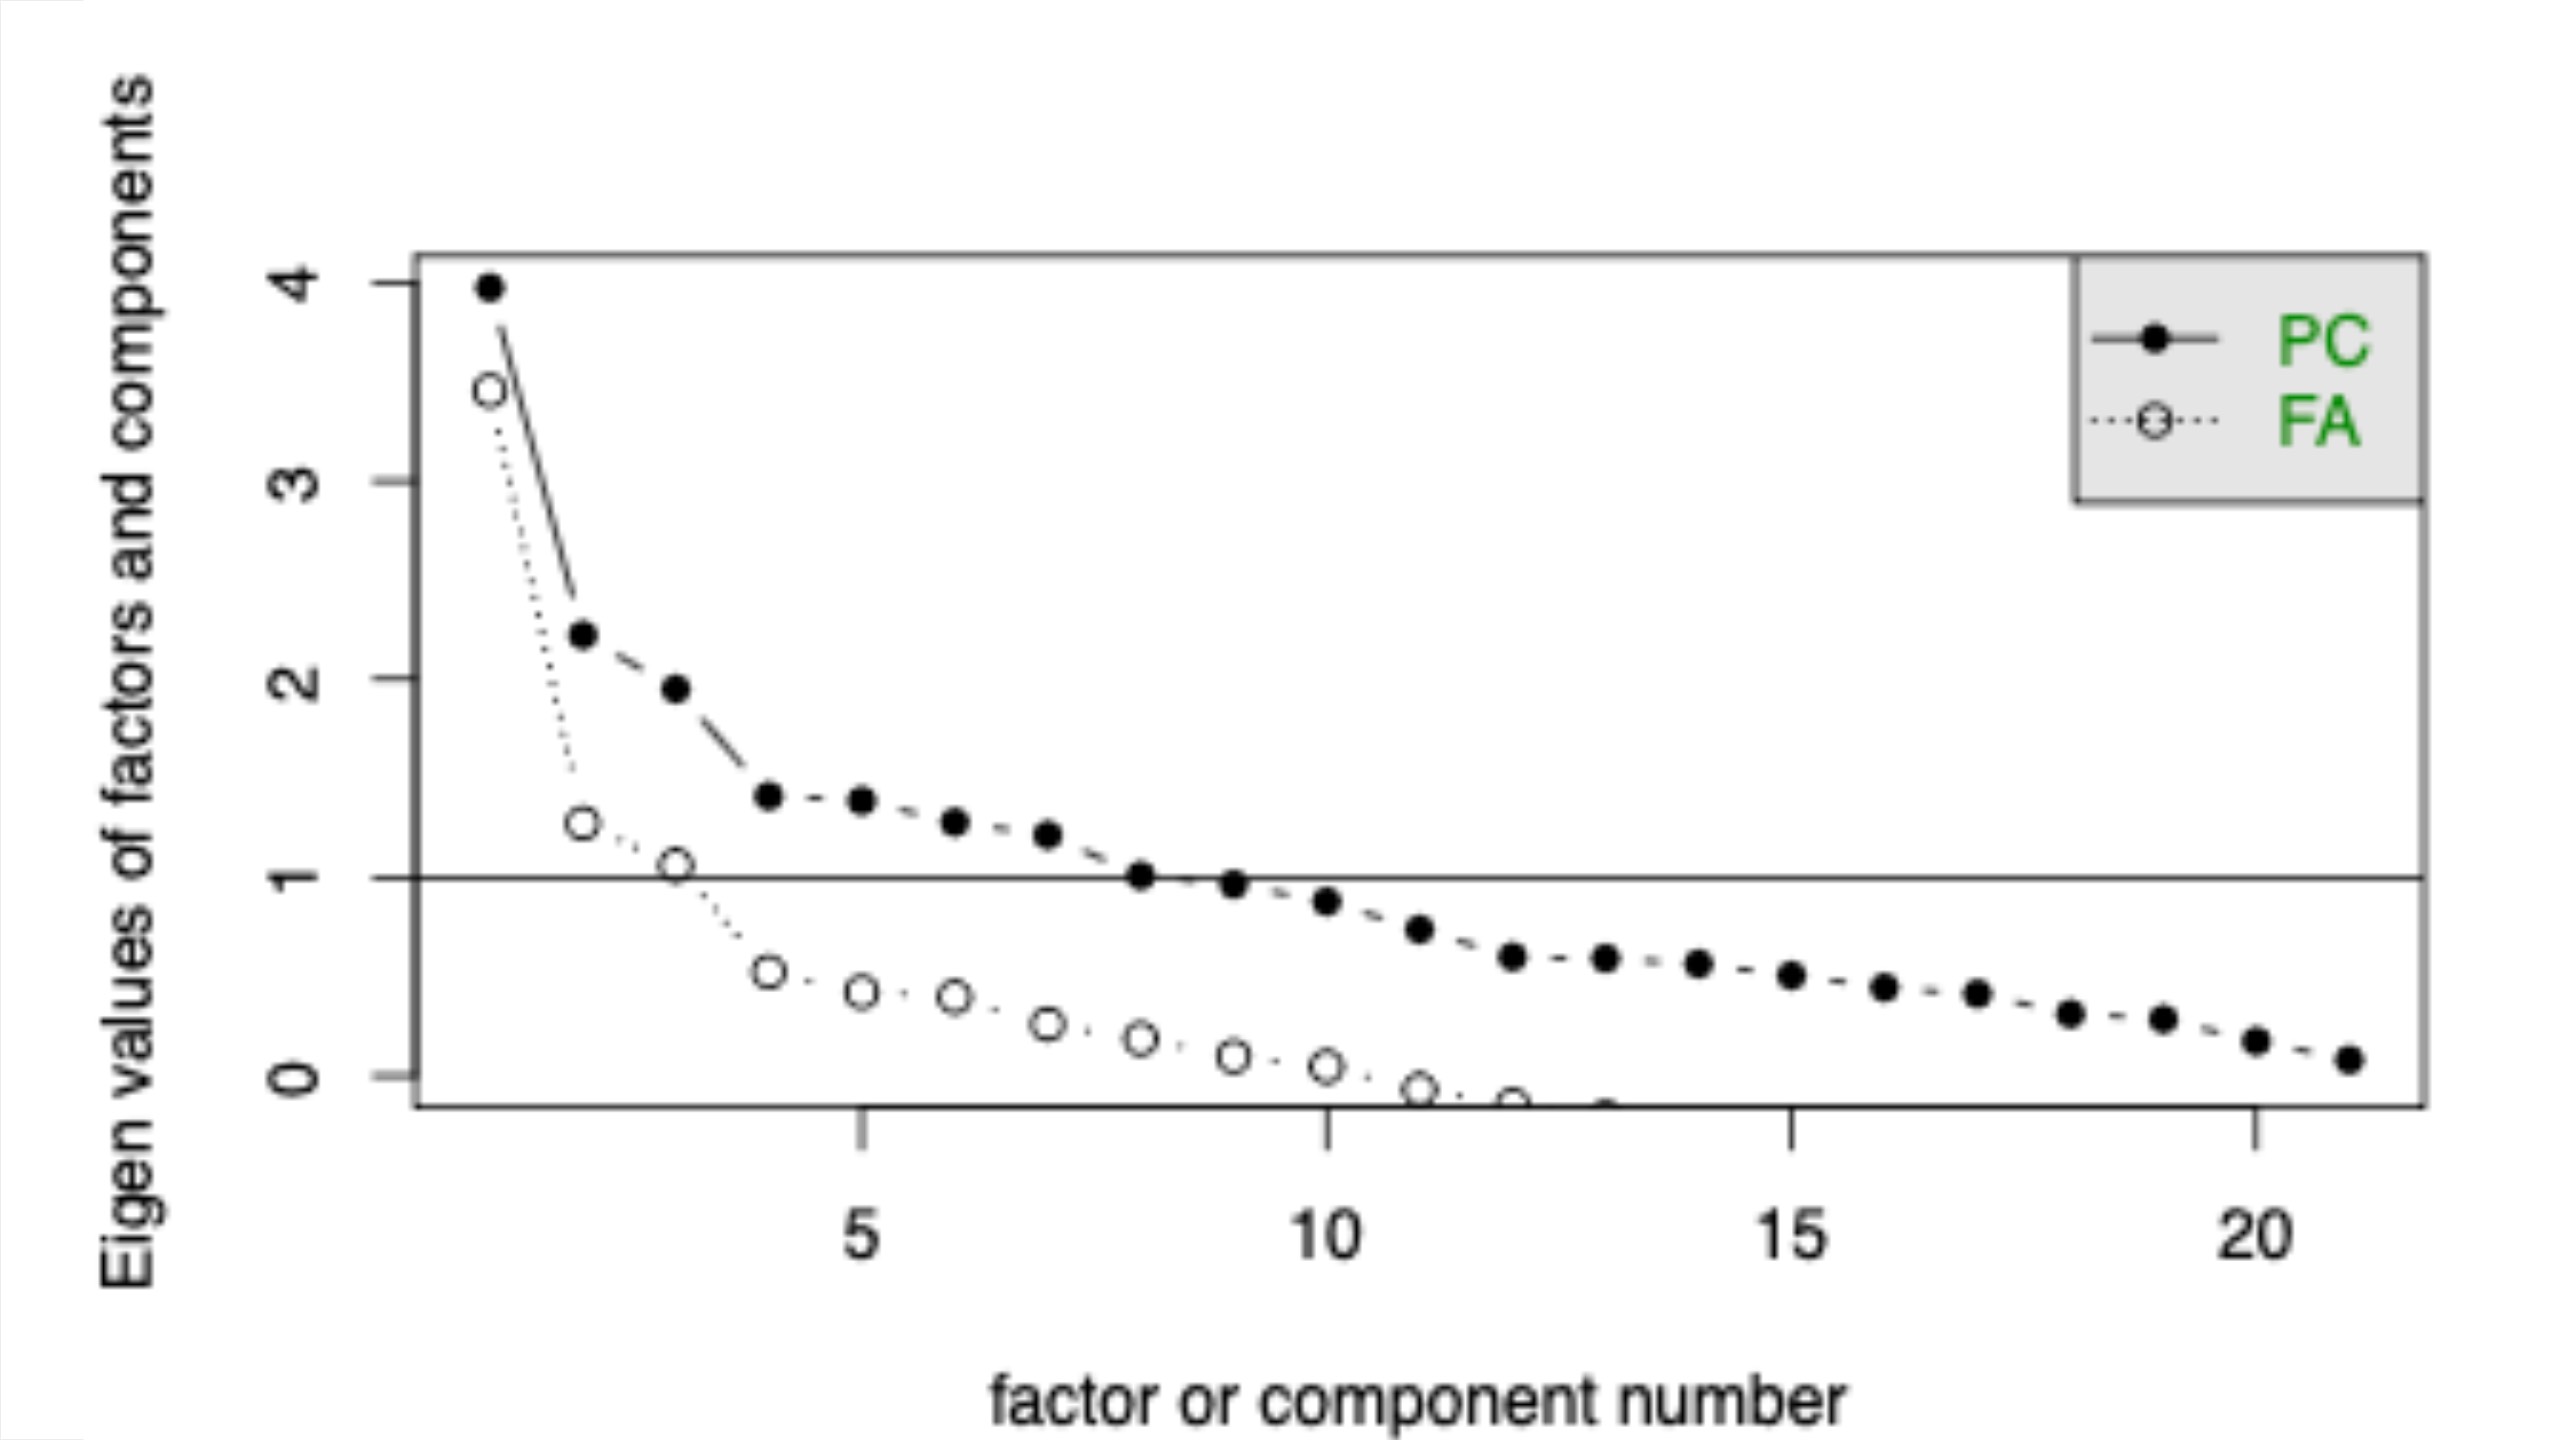 Eigen values of factors and components
4
3
2
1
0
PC
FA
5 10 15 20
factor or component number